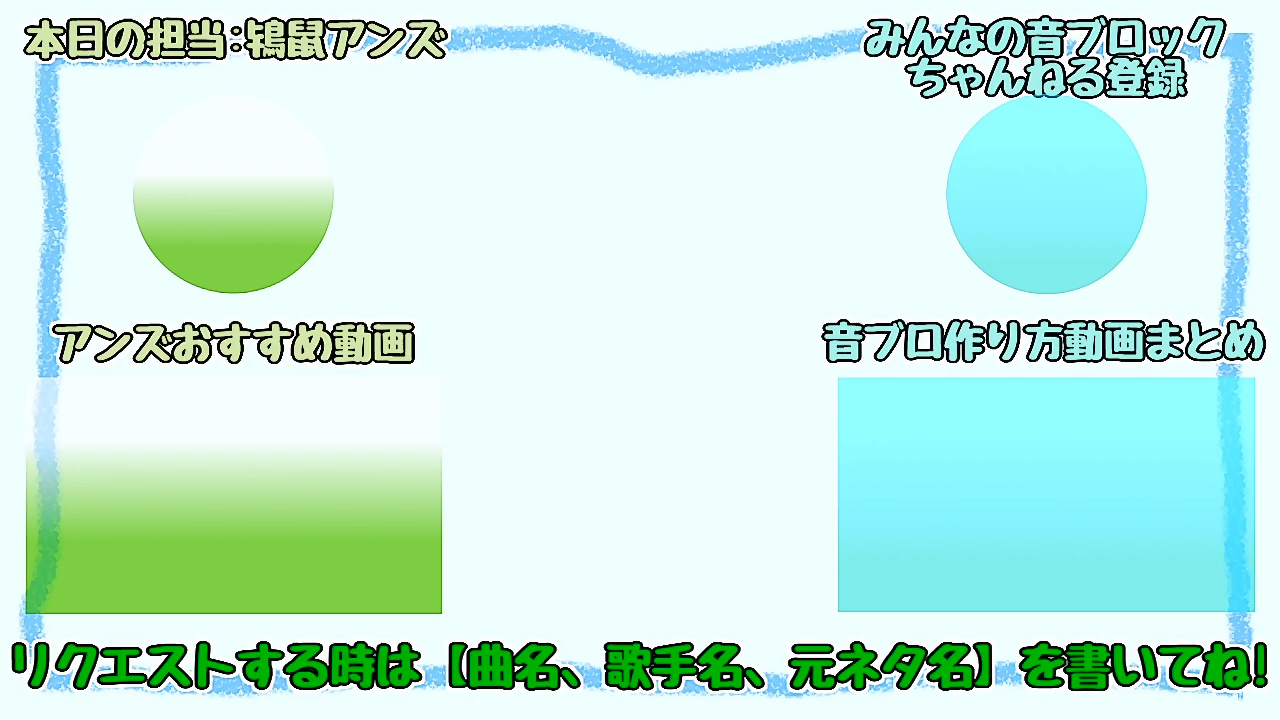 本日の担当:鴇鼠アンズ
みんなの音ブロック
ちゃんねる登録
アンズおすすめ動画
音ブロ作り方動画まとめ
リクエストする時は【曲名、歌手名、元ネタ名】を書いてね!